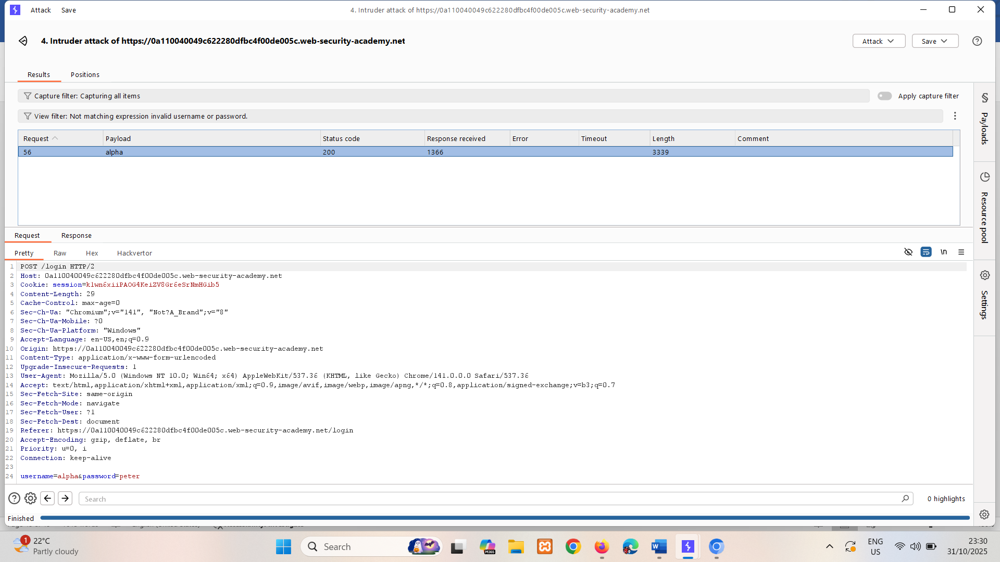 Attack Save 4. Intruder attack of https://0a110040049c622280dfbc4f00de005c.web-security-academy.net
4. Intruder attack of https://0a110040049c622280dfbc4f00de005c.web-security-academy.net Attack Save
Results Positions
Capture filter: Capturing all items Apply capture filter
View filter: Not matching expression invalid username or password.
Request Payload Status code Response received Error Timeout Length Comment
56 alpha 200 1366 3339
Payloads
Resource pool
Settings
Request Response
Pretty Raw Hex Hackvertor \n
1 POST /login HTTP/2
2 Host: 0a110040049c622280dfbc4f00de005c.web-security-academy.net
3 Cookie: session=k1wn6xiiPAOG4KeiZV8Gr6eSrNmHGib5
4 Content-Length: 29
5 Cache-Control: max-age=0
6 Sec-Ch-Ua: "Chromium";v="141", "Not?A_Brand";v="8"
7 Sec-Ch-Ua-Mobile: ?0
8 Sec-Ch-Ua-Platform: "Windows"
9 Accept-Language: en-US,en;q=0.9
10 Origin: https://0a110040049c622280dfbc4f00de005c.web-security-academy.net
11 Content-Type: application/x-www-form-urlencoded
12 Upgrade-Insecure-Requests: 1
13 User-Agent: Mozilla/5.0 (Windows NT 10.0; Win64; x64) AppleWebKit/537.36 (KHTML, like Gecko) Chrome/141.0.0.0 Safari/537.36
14 Accept: text/html,application/xhtml+xml,application/xml;q=0.9,image/avif,image/webp,image/apng,*/*;q=0.8,application/signed-exchange;v=b3;q=0.7
15 Sec-Fetch-Site: same-origin
16 Sec-Fetch-Mode: navigate
17 Sec-Fetch-User: ?1
18 Sec-Fetch-Dest: document
19 Referer: https://0a110040049c622280dfbc4f00de005c.web-security-academy.net/login
20 Accept-Encoding: gzip, deflate, br
21 Priority: u=0, i
22 Connection: keep-alive
23
24 username=alpha&password=peter
Search 0 highlights
Finished
1 22°C
Partly cloudy
Search
M365
ENG
US
23:30
31/10/2025